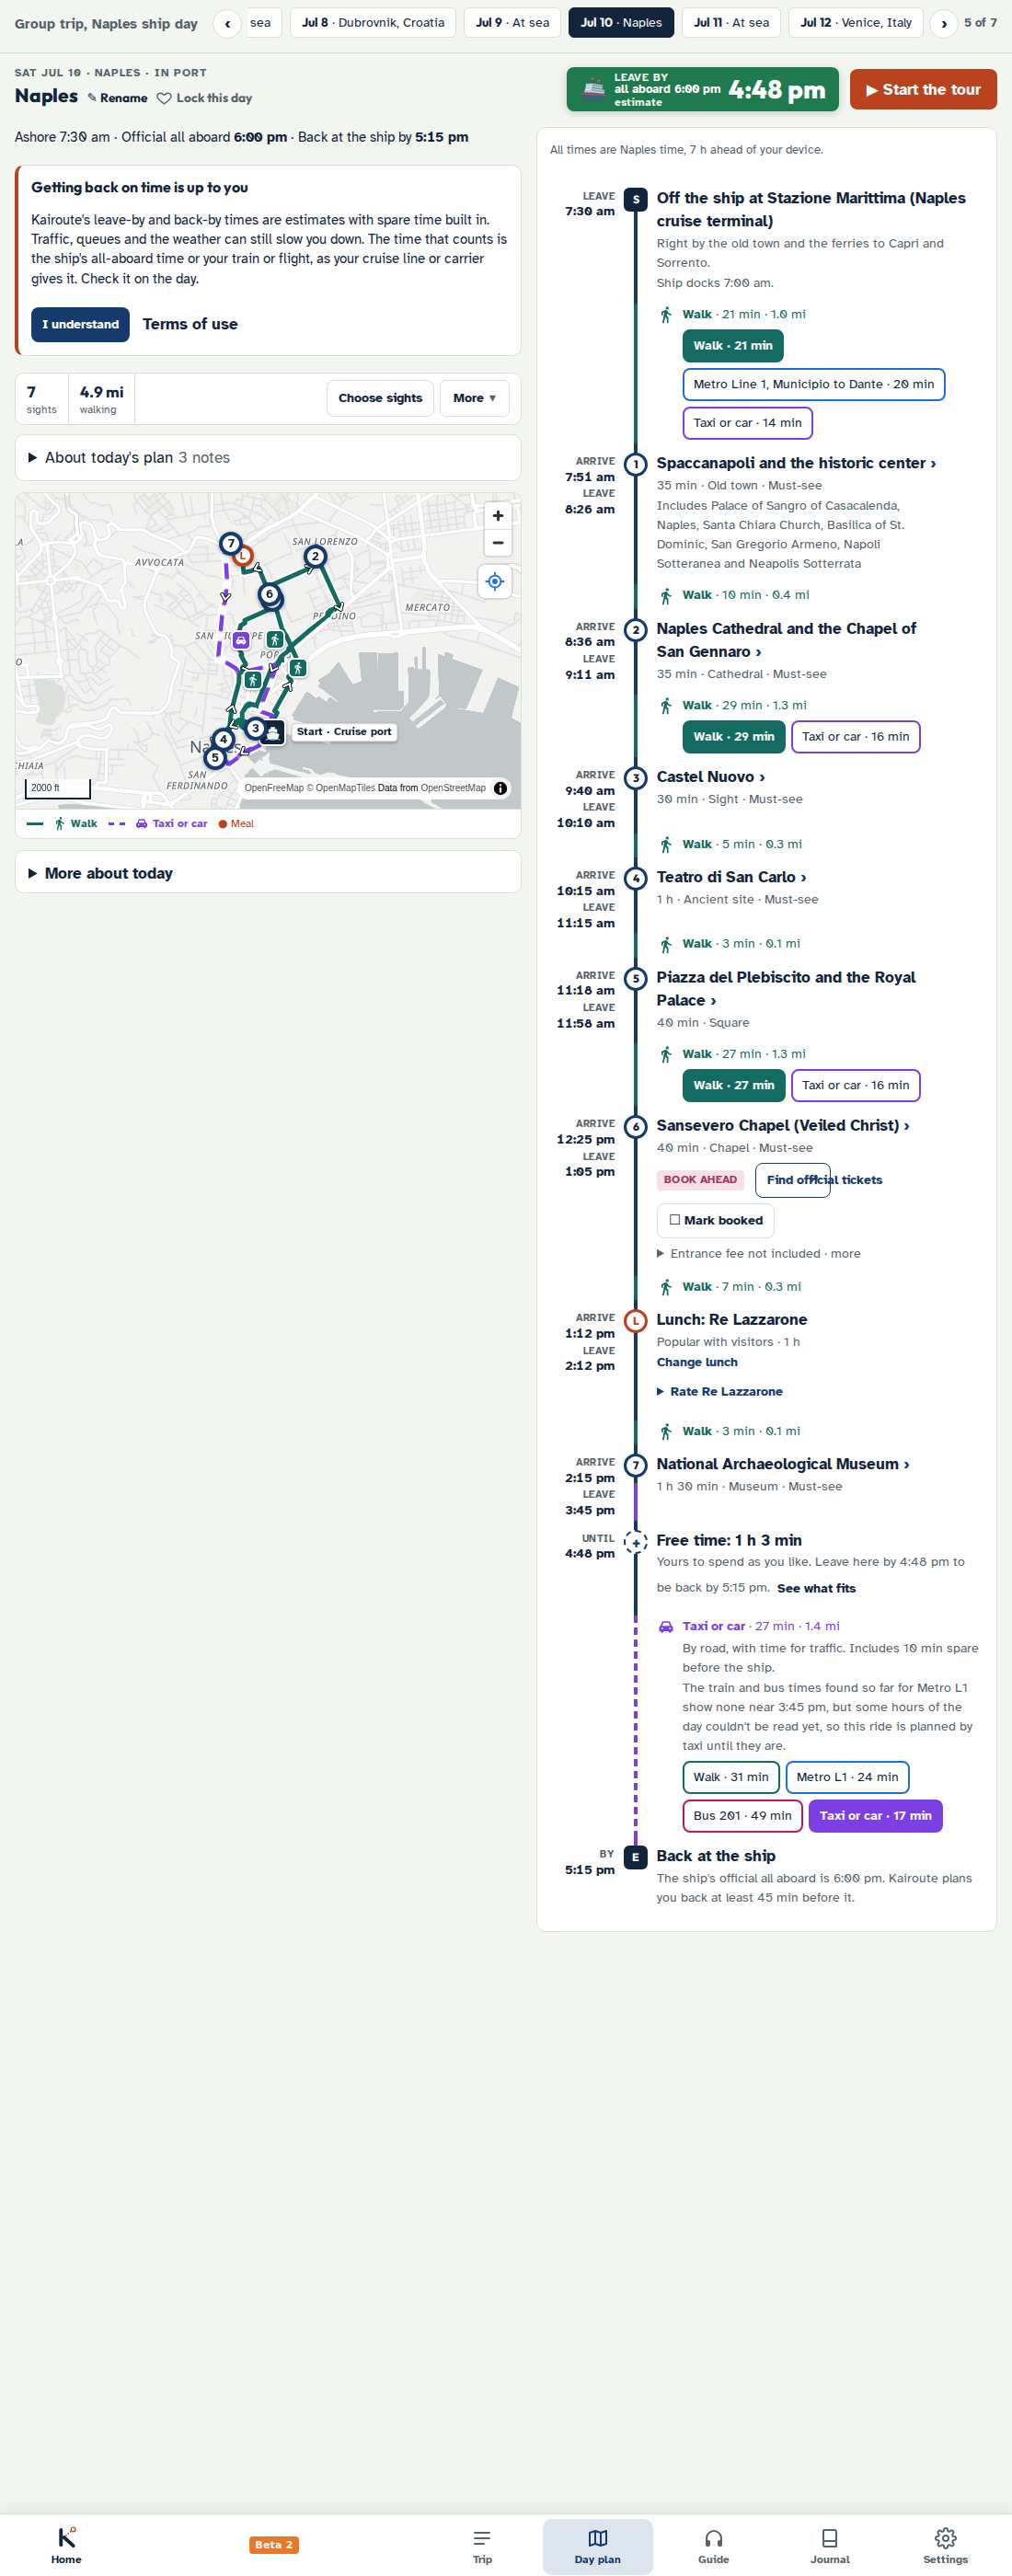 Group trip, Naples ship day
‹
sea
Jul 8 · Dubrovnik, Croatia
Jul 9 · At sea
Jul 10 · Naples
Jul 11 · At sea
Jul 12 · Venice, Italy
›
5 of 7
SAT JUL 10 · NAPLES · IN PORT
Naples
✎ Rename
Lock this day
LEAVE BY
all aboard 6:00 pm
estimate
4:48 pm
▶ Start the tour
Ashore 7:30 am · Official all aboard 6:00 pm · Back at the ship by 5:15 pm
Getting back on time is up to you
Kairoute's leave-by and back-by times are estimates with spare time built in.
Traffic, queues and the weather can still slow you down. The time that counts is
the ship's all-aboard time or your train or flight, as your cruise line or carrier
gives it. Check it on the day.
I understand
Terms of use
7
sights
4.9 mi
walking
Choose sights
More ▼
▶ About today's plan 3 notes
AVVOCATA
SAN LORENZO
MERCATO
7
L
2
6
3
4
5
Start · Cruise port
SAN
FERDINANDO
CHIAIA
+
−
2000 ft
OpenFreeMap © OpenMapTiles Data from OpenStreetMap
Walk
Taxi or car
Meal
▶ More about today
All times are Naples time, 7 h ahead of your device.
LEAVE
7:30 am
S
Off the ship at Stazione Marittima (Naples
cruise terminal)
Right by the old town and the ferries to Capri and
Sorrento.
Ship docks 7:00 am.
Walk · 21 min · 1.0 mi
Walk · 21 min
Metro Line 1, Municipio to Dante · 20 min
Taxi or car · 14 min
ARRIVE
7:51 am
LEAVE
8:26 am
1
Spaccanapoli and the historic center ›
35 min · Old town · Must-see
Includes Palace of Sangro of Casacalenda,
Naples, Santa Chiara Church, Basilica of St.
Dominic, San Gregorio Armeno, Napoli
Sotteranea and Neapolis Sotterrata
Walk · 10 min · 0.4 mi
ARRIVE
8:36 am
LEAVE
9:11 am
2
Naples Cathedral and the Chapel of
San Gennaro ›
35 min · Cathedral · Must-see
Walk · 29 min · 1.3 mi
Walk · 29 min
Taxi or car · 16 min
ARRIVE
9:40 am
LEAVE
10:10 am
3
Castel Nuovo ›
30 min · Sight · Must-see
Walk · 5 min · 0.3 mi
ARRIVE
10:15 am
LEAVE
11:15 am
4
Teatro di San Carlo ›
1 h · Ancient site · Must-see
Walk · 3 min · 0.1 mi
ARRIVE
11:18 am
LEAVE
11:58 am
5
Piazza del Plebiscito and the Royal
Palace ›
40 min · Square
Walk · 27 min · 1.3 mi
Walk · 27 min
Taxi or car · 16 min
ARRIVE
12:25 pm
LEAVE
1:05 pm
6
Sansevero Chapel (Veiled Christ) ›
40 min · Chapel · Must-see
BOOK AHEAD
Find official tickets
☐ Mark booked
▶ Entrance fee not included · more
Walk · 7 min · 0.3 mi
ARRIVE
1:12 pm
LEAVE
2:12 pm
L
Lunch: Re Lazzarone
Popular with visitors · 1 h
Change lunch
▶ Rate Re Lazzarone
Walk · 3 min · 0.1 mi
ARRIVE
2:15 pm
LEAVE
3:45 pm
7
National Archaeological Museum ›
1 h 30 min · Museum · Must-see
UNTIL
4:48 pm
+
Free time: 1 h 3 min
Yours to spend as you like. Leave here by 4:48 pm to
be back by 5:15 pm. See what fits
Taxi or car · 27 min · 1.4 mi
By road, with time for traffic. Includes 10 min spare
before the ship.
The train and bus times found so far for Metro L1
show none near 3:45 pm, but some hours of the
day couldn't be read yet, so this ride is planned by
taxi until they are.
Walk · 31 min
Metro L1 · 24 min
Bus 201 · 49 min
Taxi or car · 17 min
BY
5:15 pm
E
Back at the ship
The ship's official all aboard is 6:00 pm. Kairoute plans
you back at least 45 min before it.
Home
Beta 2
Trip
Day plan
Guide
Journal
Settings